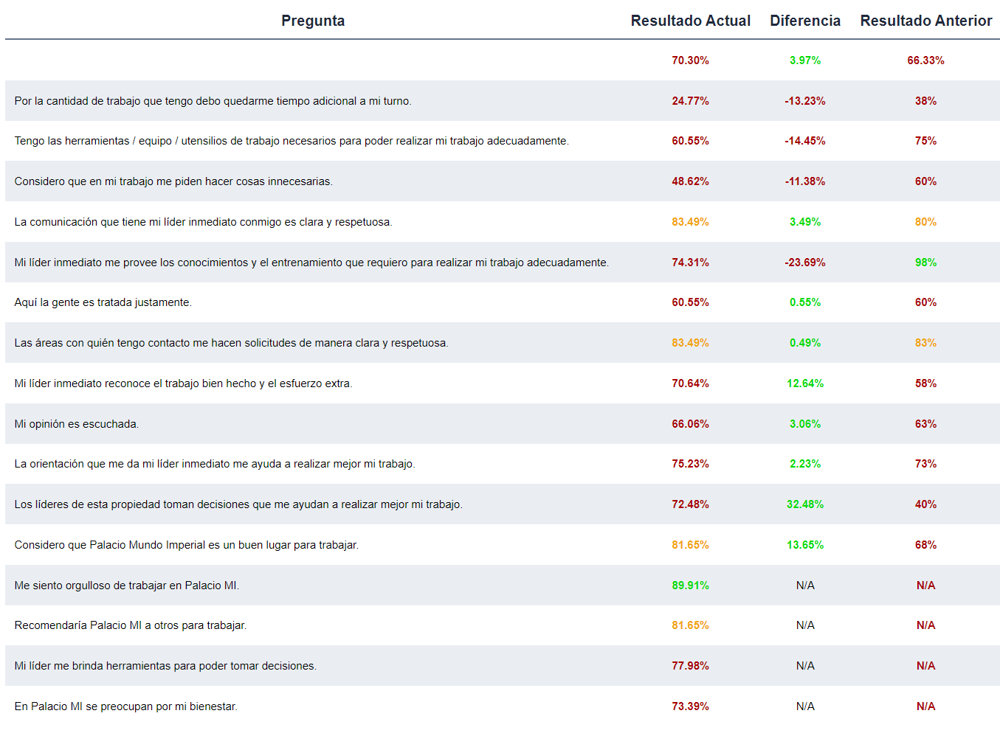 Pregunta Resultado Actual Diferencia Resultado Anterior
70.30% 3.97% 66.33%
Por la cantidad de trabajo que tengo debo quedarme tiempo adicional a mi turno. 24.77% -13.23% 38%
Tengo las herramientas / equipo / utensilios de trabajo necesarios para poder realizar mi trabajo adecuadamente. 60.55% -14.45% 75%
Considero que en mi trabajo me piden hacer cosas innecesarias. 48.62% -11.38% 60%
La comunicación que tiene mi líder inmediato conmigo es clara y respetuosa. 83.49% 3.49% 80%
Mi líder inmediato me provee los conocimientos y el entrenamiento que requiero para realizar mi trabajo adecuadamente. 74.31% -23.69% 98%
Aquí la gente es tratada justamente. 60.55% 0.55% 60%
Las áreas con quién tengo contacto me hacen solicitudes de manera clara y respetuosa. 83.49% 0.49% 83%
Mi líder inmediato reconoce el trabajo bien hecho y el esfuerzo extra. 70.64% 12.64% 58%
Mi opinión es escuchada. 66.06% 3.06% 63%
La orientación que me da mi líder inmediato me ayuda a realizar mejor mi trabajo. 75.23% 2.23% 73%
Los líderes de esta propiedad toman decisiones que me ayudan a realizar mejor mi trabajo. 72.48% 32.48% 40%
Considero que Palacio Mundo Imperial es un buen lugar para trabajar. 81.65% 13.65% 68%
Me siento orgulloso de trabajar en Palacio MI. 89.91% N/A N/A
Recomendaría Palacio MI a otros para trabajar. 81.65% N/A N/A
Mi líder me brinda herramientas para poder tomar decisiones. 77.98% N/A N/A
En Palacio MI se preocupan por mi bienestar. 73.39% N/A N/A